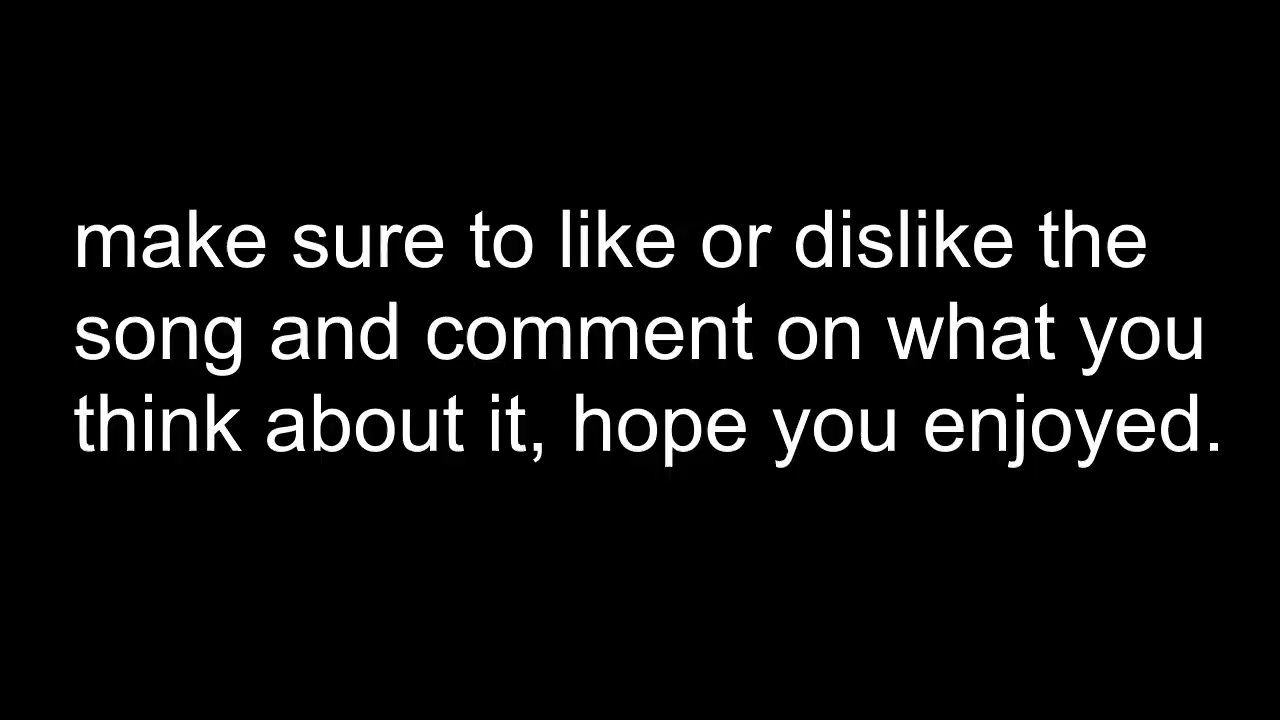 make sure to like or dislike the
song and comment on what you
think about it, hope you enjoyed.